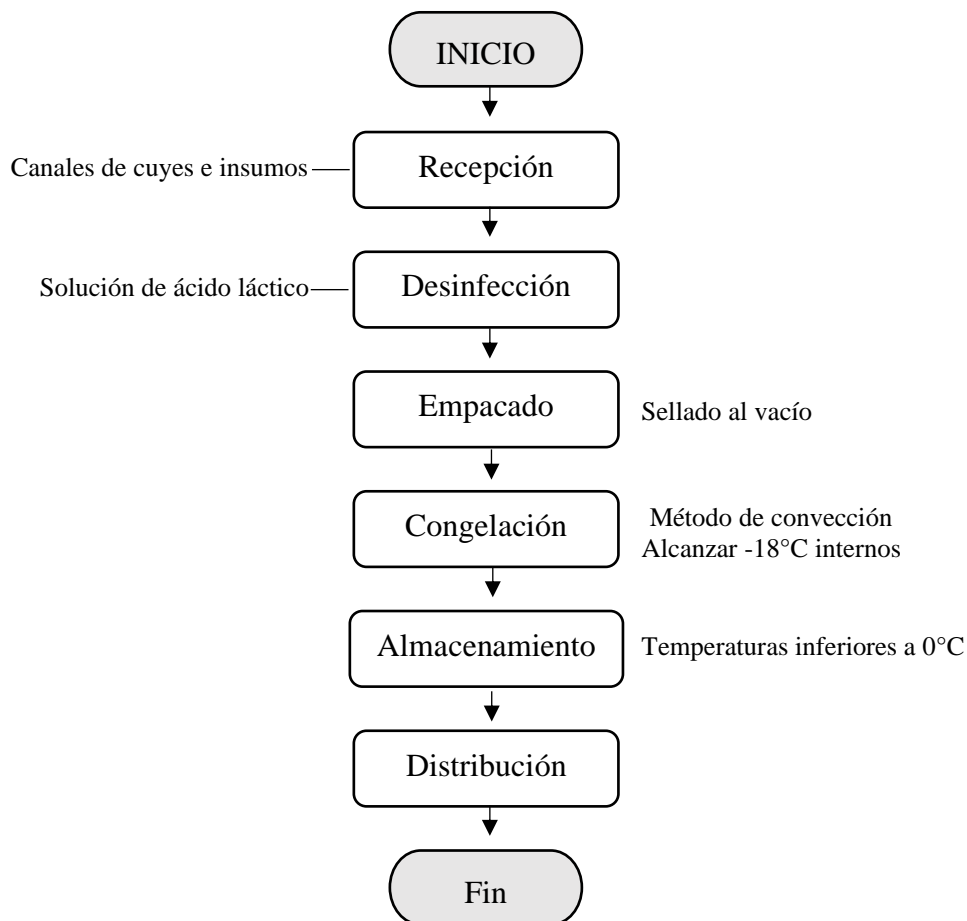 INICIO
Canales de cuyes e insumos
Recepción
Solución de ácido láctico
Desinfección
Empacado
Sellado al vacío
Congelación
Método de convección
Alcanzar -18°C internos
Almacenamiento
Temperaturas inferiores a 0°C
Distribución
Fin